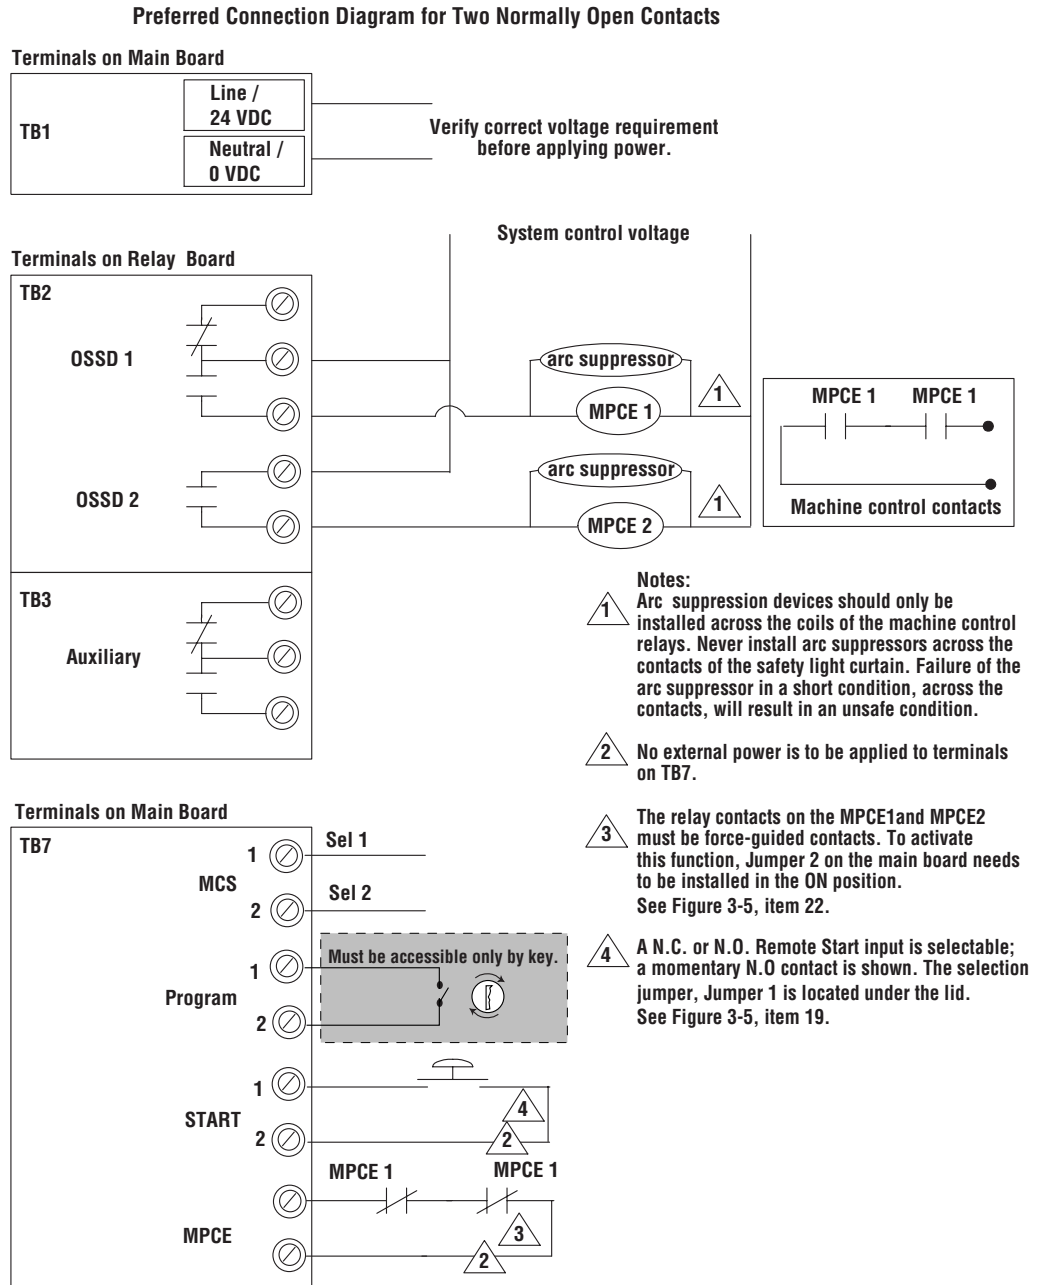 Preferred Connection Diagram for Two Normally Open Contacts
Terminals on Main Board
TB1
Line /
24 VDC
Neutral /
0 VDC
Verify correct voltage requirement
before applying power.
System control voltage
Terminals on Relay Board
TB2
OSSD 1
arc suppressor
MPCE 1
1
OSSD 2
arc suppressor
MPCE 2
1
MPCE 1 MPCE 1
Machine control contacts
TB3
Auxiliary
Notes:
1 Arc suppression devices should only be
installed across the coils of the machine control
relays. Never install arc suppressors across the
contacts of the safety light curtain. Failure of the
arc suppressor in a short condition, across the
contacts, will result in an unsafe condition.
2 No external power is to be applied to terminals
on TB7.
3 The relay contacts on the MPCE1and MPCE2
must be force-guided contacts. To activate
this function, Jumper 2 on the main board needs
to be installed in the ON position.
See Figure 3-5, item 22.
4 A N.C. or N.O. Remote Start input is selectable;
a momentary N.O contact is shown. The selection
jumper, Jumper 1 is located under the lid.
See Figure 3-5, item 19.
Terminals on Main Board
TB7
1 Sel 1
MCS
2 Sel 2
Must be accessible only by key.
1
Program
2
1
4
START
2
2
MPCE 1 MPCE 1
3
MPCE
2